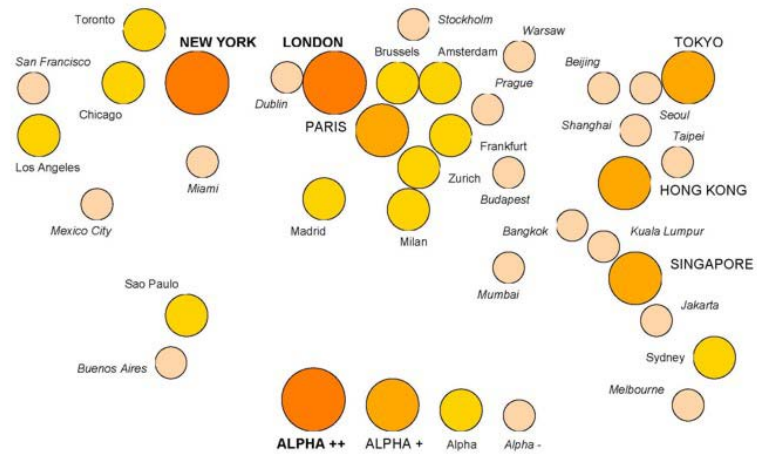 Toronto
NEW YORK
LONDON
Stockholm
Warsaw
Brussels
Amsterdam
TOKYO
San Francisco
Beijing
Prague
Dublin
Chicago
Seoul
PARIS
Shanghai
Taipei
Frankfurt
Los Angeles
Miami
Zurich
Budapest
HONG KONG
Mexico City
Madrid
Milan
Bangkok
Kuala Lumpur
SINGAPORE
Mumbai
Sao Paulo
Jakarta
Sydney
Buenos Aires
Melbourne
ALPHA ++
ALPHA +
Alpha
Alpha -